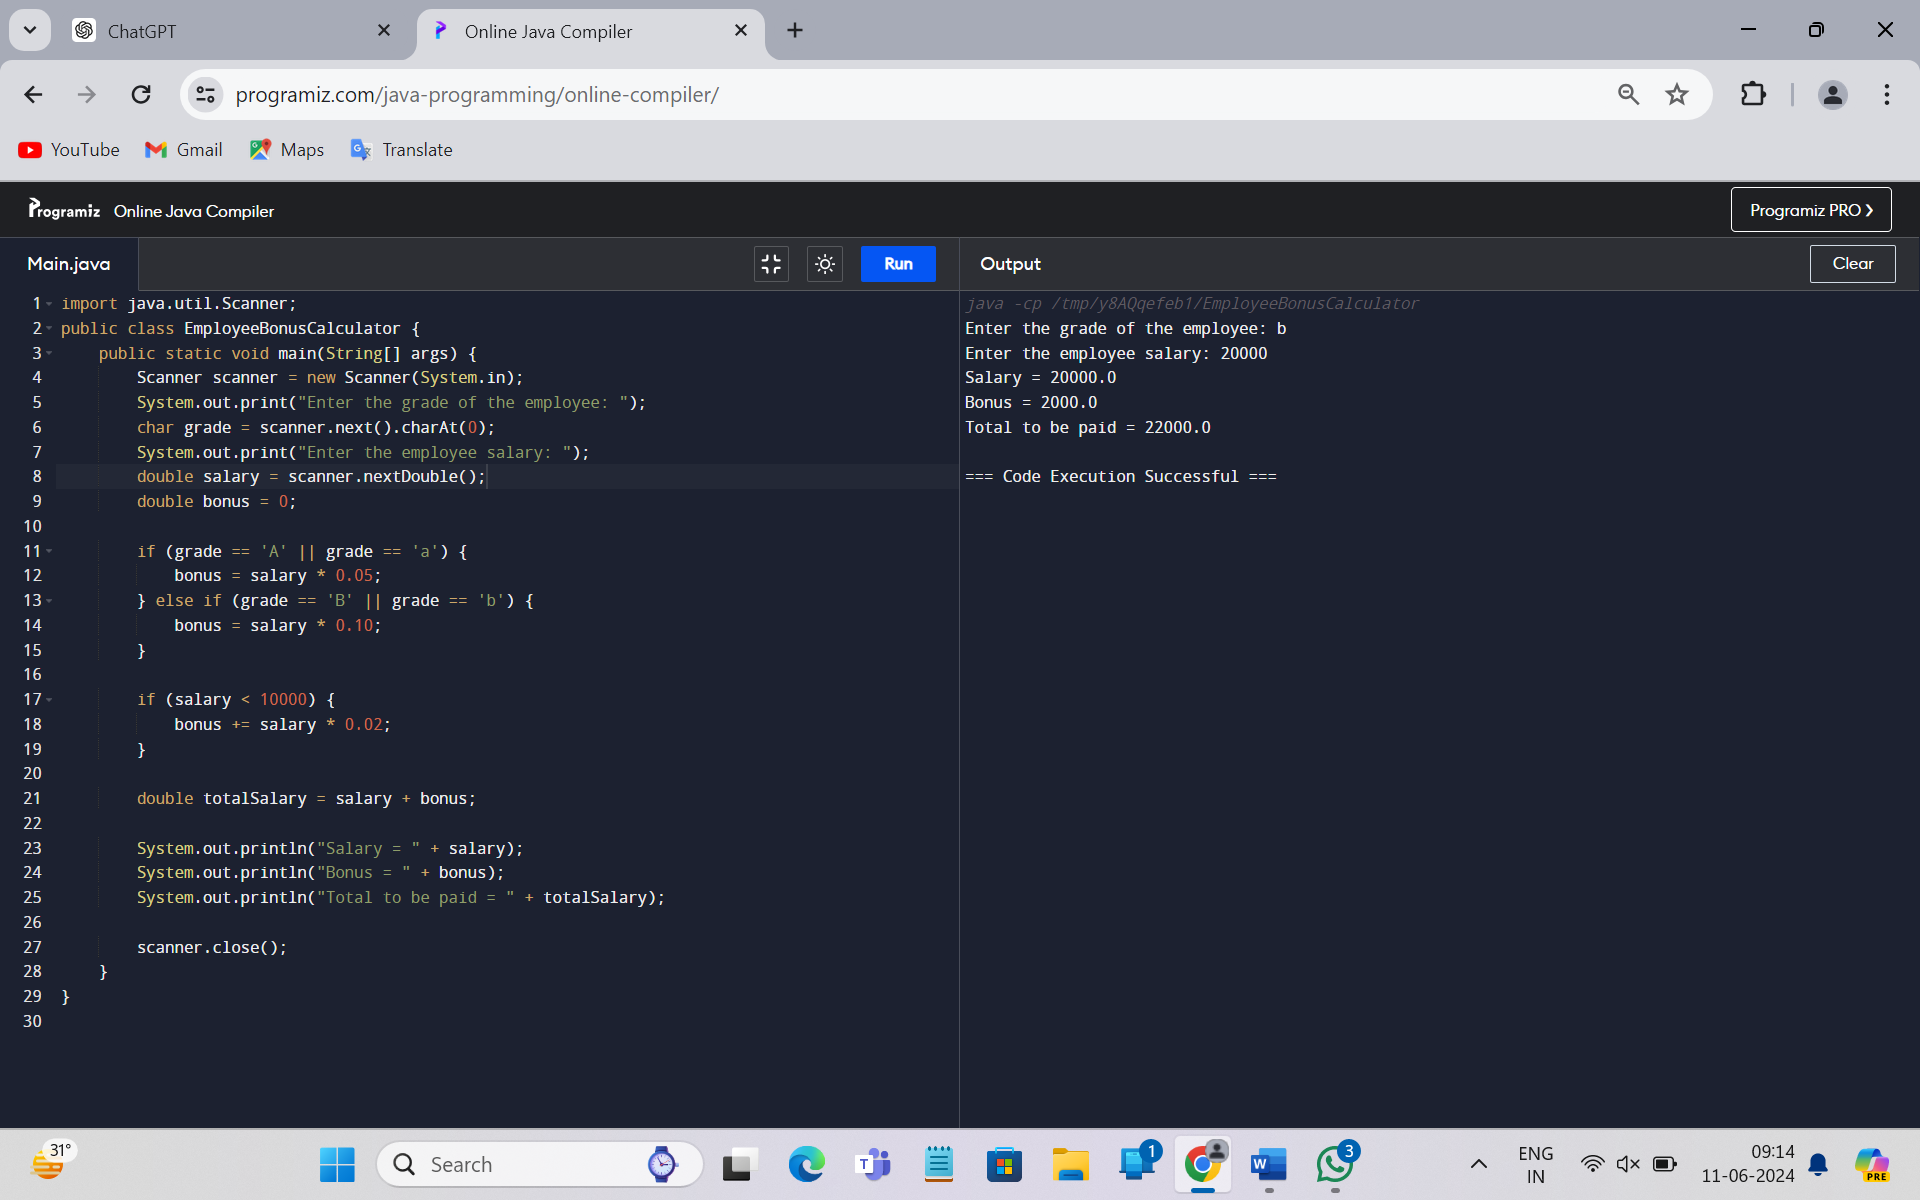 ChatGPT
Online Java Compiler
programiz.com/java-programming/online-compiler/
YouTube
Gmail
Maps
Translate
Programiz Online Java Compiler
Programiz PRO
Main.java
Run
Output
Clear
1 import java.util.Scanner;
2 public class EmployeeBonusCalculator {
3     public static void main(String[] args) {
4         Scanner scanner = new Scanner(System.in);
5         System.out.print("Enter the grade of the employee: ");
6         char grade = scanner.next().charAt(0);
7         System.out.print("Enter the employee salary: ");
8         double salary = scanner.nextDouble();
9         double bonus = 0;
10
11         if (grade == 'A' || grade == 'a') {
12             bonus = salary * 0.05;
13         } else if (grade == 'B' || grade == 'b') {
14             bonus = salary * 0.10;
15         }
16
17         if (salary < 10000) {
18             bonus += salary * 0.02;
19         }
20
21         double totalSalary = salary + bonus;
22
23         System.out.println("Salary = " + salary);
24         System.out.println("Bonus = " + bonus);
25         System.out.println("Total to be paid = " + totalSalary);
26
27         scanner.close();
28     }
29 }
30
java -cp /tmp/y8AQqefeb1/EmployeeBonusCalculator
Enter the grade of the employee: b
Enter the employee salary: 20000
Salary = 20000.0
Bonus = 2000.0
Total to be paid = 22000.0
=== Code Execution Successful ===
31°
Search
1
3
ENG
IN
09:14
11-06-2024
PRE